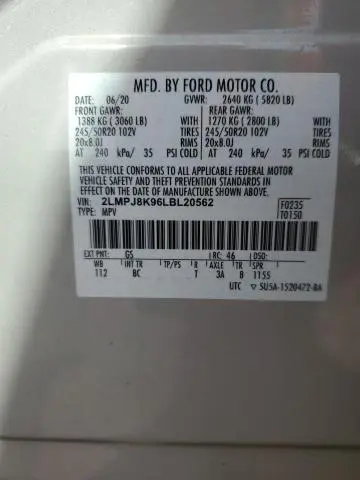 MFD. BY FORD MOTOR CO.
DATE: 06/20 GVWR: 2640 KG (5820 LB)
FRONT GAWR: REAR GAWR:
1388 KG (3060 LB) WITH 1270 KG (2800 LB) WITH
245/50R20 102V TIRES 245/50R20 102V TIRES
20x8.0J RIMS 20x8.0J RIMS
AT 240 kPa/ 35 PSI COLD AT 240 kPa/ 35 PSI COLD
THIS VEHICLE CONFORMS TO ALL APPLICABLE FEDERAL MOTOR
VEHICLE SAFETY AND THEFT PREVENTION STANDARDS IN EFFECT
ON THE DATE OF MANUFACTURE SHOWN ABOVE.
VIN: 2LMPJ8K96LBL20562 F0235
TYPE: MPV T0150
EXT PNT: GS RC: 46 DSO:
WB INT TR TP/PS R AXLE TR SPR
112 BC T 3A B 1155
UTC ▽ 5U5A-1520472-BA